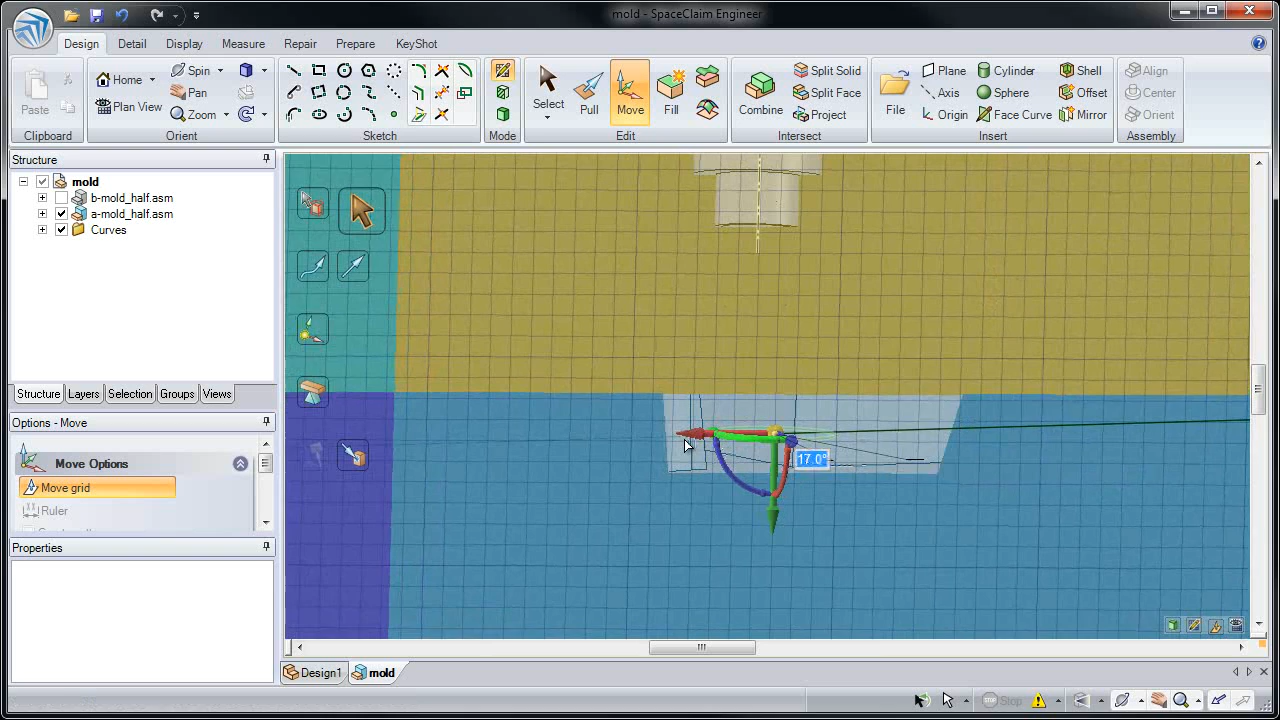 mold - SpaceClaim Engineer
Design Detail Display Measure Repair Prepare KeyShot
Paste
Clipboard
Home Spin
Plan View Pan
Zoom
Orient
Sketch
Mode
Select Pull Move Fill
Edit
Combine Split Solid
Split Face
Project
Intersect
File Plane Cylinder Shell
Axis Sphere Offset
Origin Face Curve Mirror
Insert
Align
Center
Orient
Assembly
Structure
mold
b-mold_half.asm
a-mold_half.asm
Curves
Structure Layers Selection Groups Views
Options - Move
Move Options
Move grid
Ruler
Properties
17.0°
Design1 mold
Stop